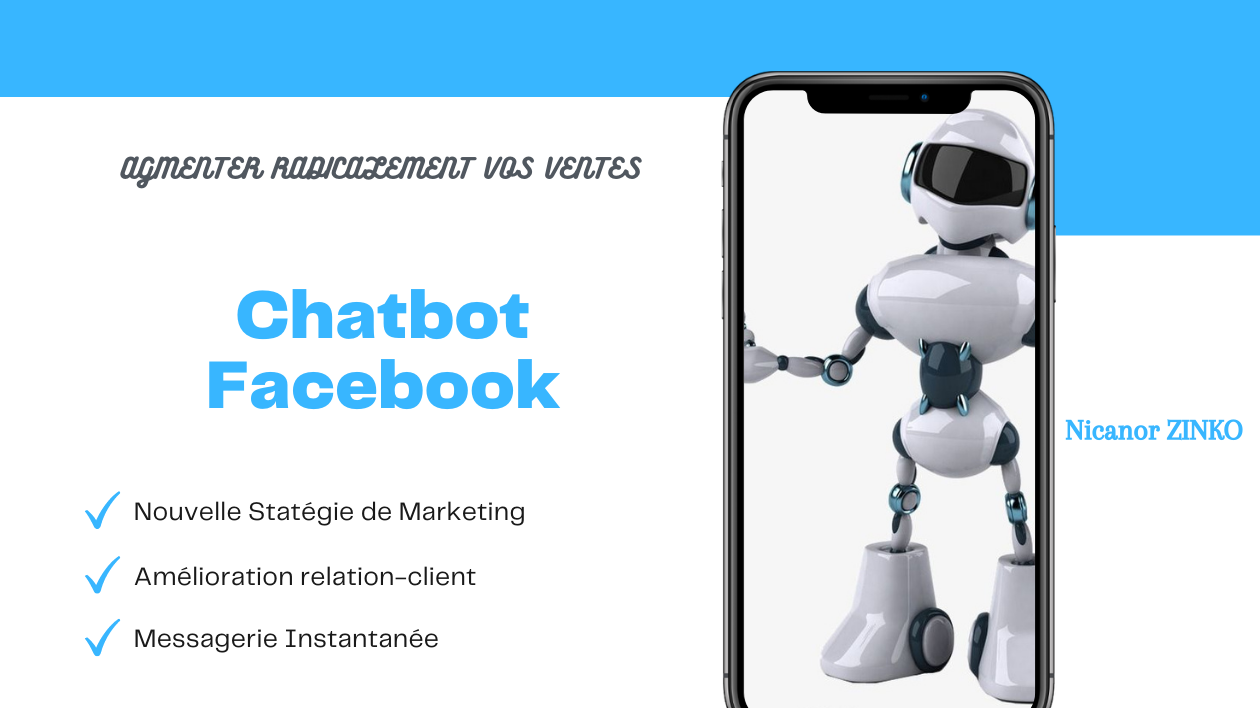 AGMENTER RADICALEMENT VOS VENTES
Chatbot
Facebook
Nouvelle Statégie de Marketing
Amélioration relation-client
Messagerie Instantanée
Nicanor ZINKO